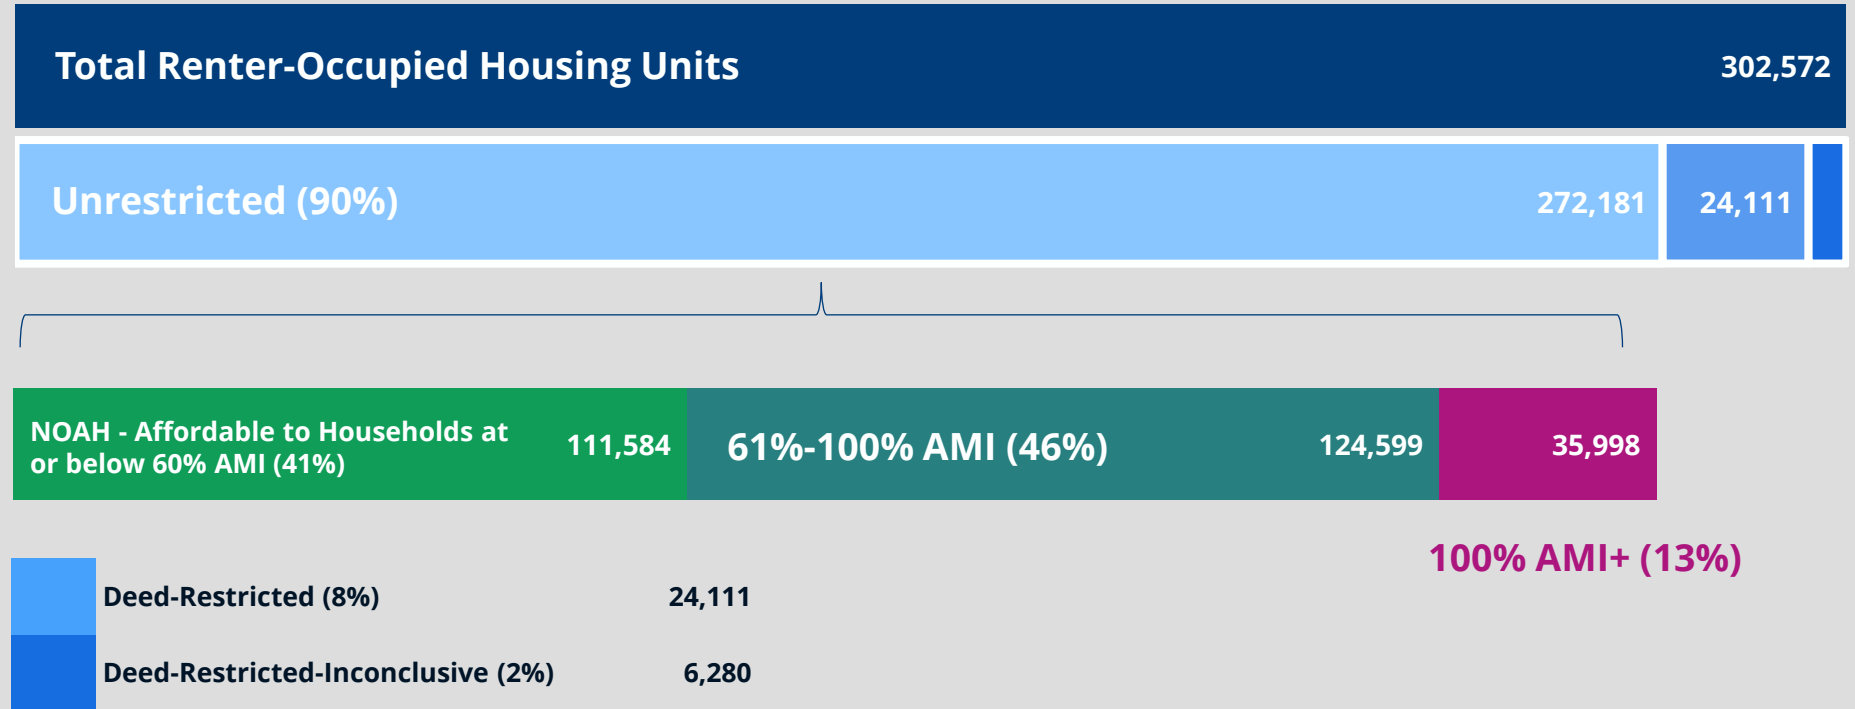 Total Renter-Occupied Housing Units 302,572
Unrestricted (90%) 272,181 24,111
NOAH - Affordable to Households at
or below 60% AMI (41%) 111,584 61%-100% AMI (46%) 124,599 35,998
100% AMI+ (13%)
Deed-Restricted (8%) 24,111
Deed-Restricted-Inconclusive (2%) 6,280